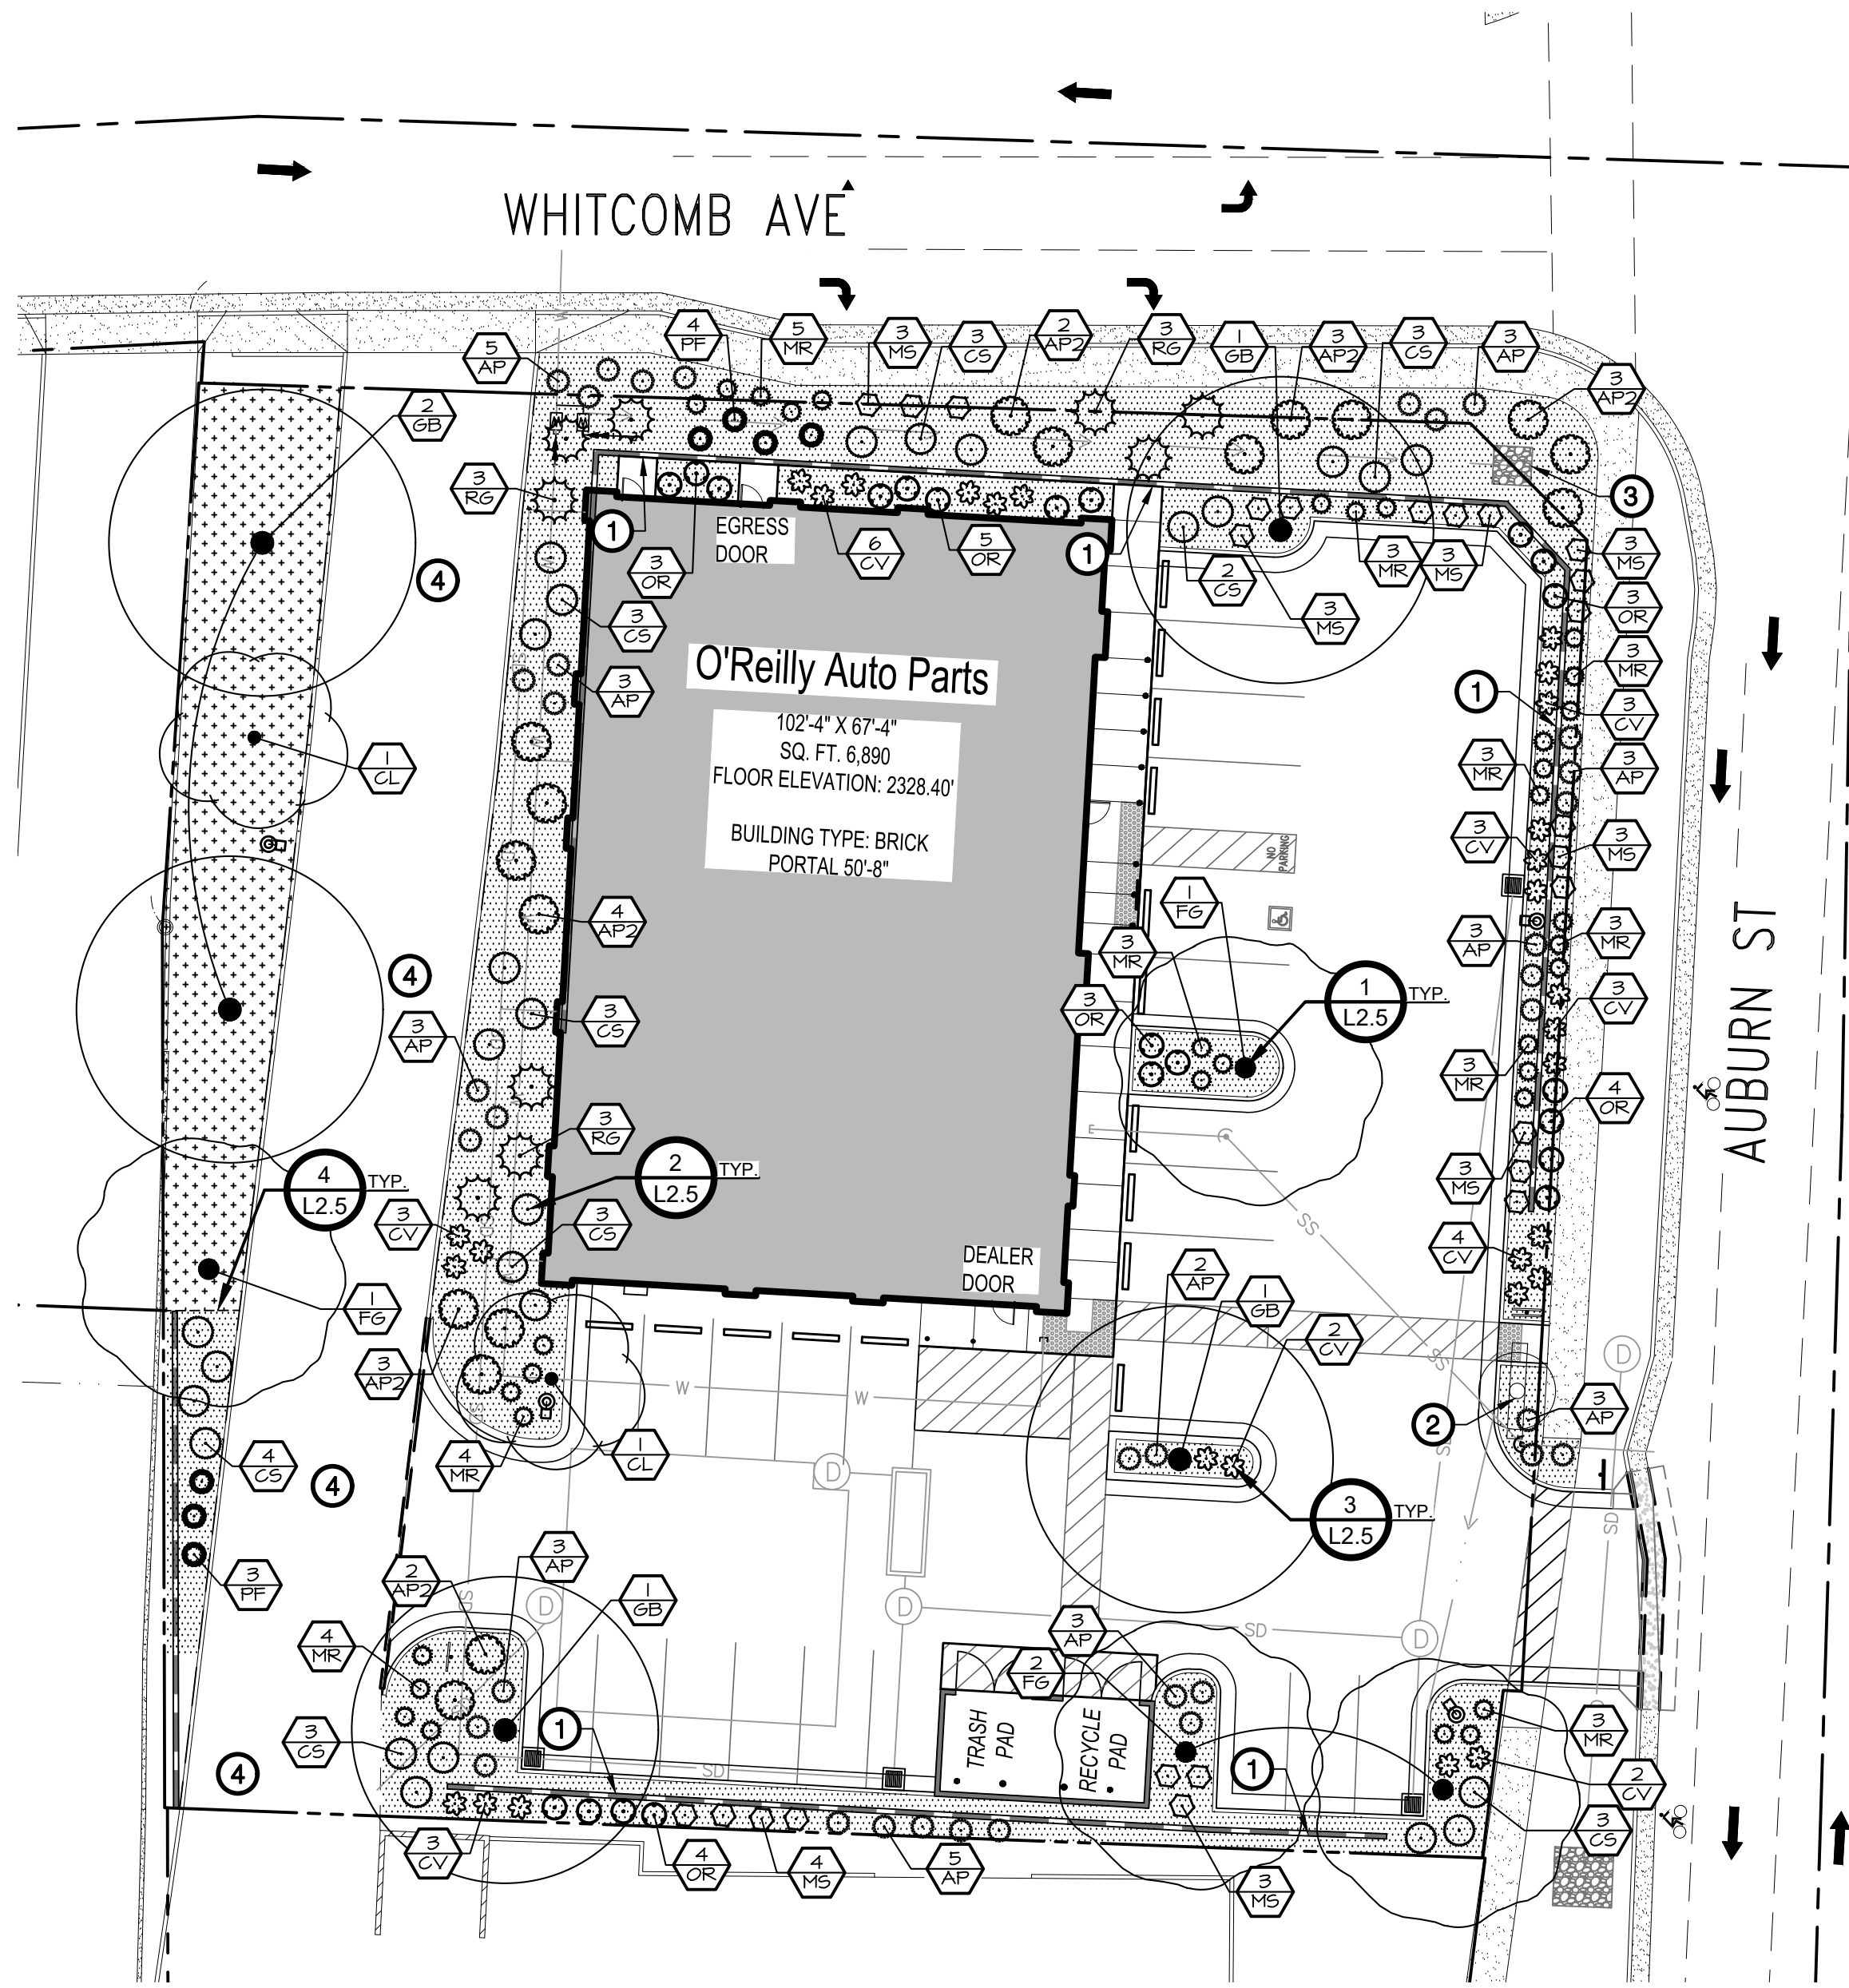 WHITCOMB AVE
5
AP
4
PF
5
MR
3
MS
3
CS
2
AP2
3
RG
1
GB
3
AP2
3
CS
3
AP
3
AP2
2
GB
3
RG
1
3
OR
EGRESS
DOOR
6
CV
5
OR
1
2
CS
3
MR
3
MS
3
3
MS
4
3
CS
3
MS
3
OR
3
AP
O'Reilly Auto Parts
1
3
MR
102'-4" X 67'-4"
SQ. FT. 6,890
FLOOR ELEVATION: 2328.40'
BUILDING TYPE: BRICK
PORTAL 50'-8"
3
CV
1
CL
3
MR
3
AP
3
CV
3
MS
NO
PARKING
4
AP2
1
FG
3
MR
3
AP
3
MR
4
3
CS
3
OR
1
L2.5
TYP.
3
CV
3
AP
3
MR
4
OR
AUBURN ST
3
RG
2
L2.5
TYP.
4
L2.5
TYP.
3
MS
3
CV
3
CS
SS
4
CV
DEALER
DOOR
1
FG
2
AP
1
GB
2
CV
SS
D
3
AP2
W
W
3
AP
2
4
CS
4
MR
1
CL
D
SD
4
3
L2.5
TYP.
SD
3
PF
2
AP2
3
AP
1
GB
D
D
SD
D
4
MR
3
AP
2
FG
3
CS
1
TRASH
PAD
RECYCLE
PAD
1
3
MR
4
SD
2
CV
3
CV
4
OR
4
MS
5
AP
3
MS
3
CS